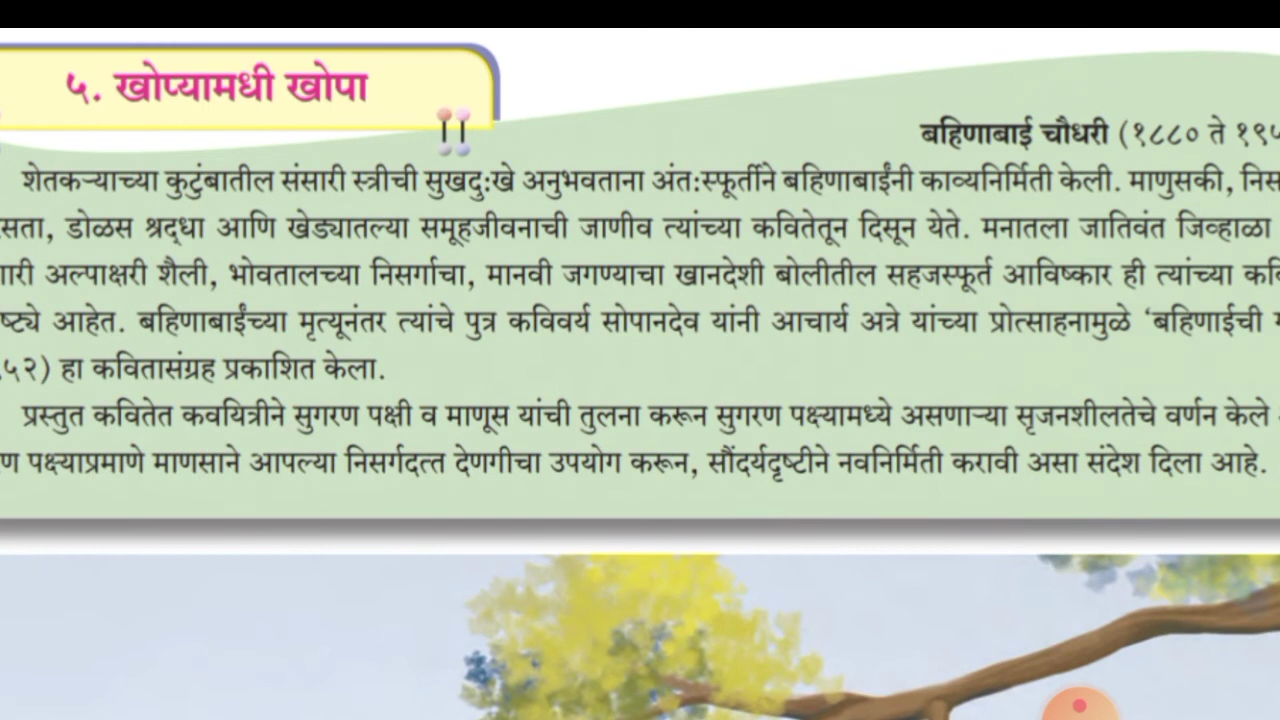 ५. खोप्यामधी खोपा
बहिणाबाई चौधरी (१८८० ते
शेतकऱ्याच्या कुटुंबातील संसारी स्त्रीची सुखदुःखे अनुभवताना अंतःस्फूर्तीने बहिणाबाईंनी काव्यनिर्मिती केली. माणुसकी,
डोळस श्रद्धा आणि खेड्यातल्या समूहजीवनाची जाणीव त्यांच्या कवितेतून दिसून येते. मनातला जातिवंत जिव्हाळा
अल्पाक्षरी शैली, भोवतालच्या निसर्गाचा, मानवी जगण्याचा खानदेशी बोलीतील सहजस्फूर्त आविष्कार ही त्यांच्या
आहेत. बहिणाबाईंच्या मृत्यूनंतर त्यांचे पुत्र कविवर्य सोपानदेव यांनी आचार्य अत्रे यांच्या प्रोत्साहनामुळे ‘बहिणाईची
हा कवितासंग्रह प्रकाशित केला.
प्रस्तुत कवितेत कवयित्रीने सुगरण पक्षी व माणूस यांची तुलना करून सुगरण पक्ष्यामध्ये असणाऱ्या सृजनशीलतेचे वर्णन केले
पक्ष्याप्रमाणे माणसाने आपल्या निसर्गदत्त देणगीचा उपयोग करून, सौंदर्यदृष्टीने नवनिर्मिती करावी असा संदेश दिला आहे.